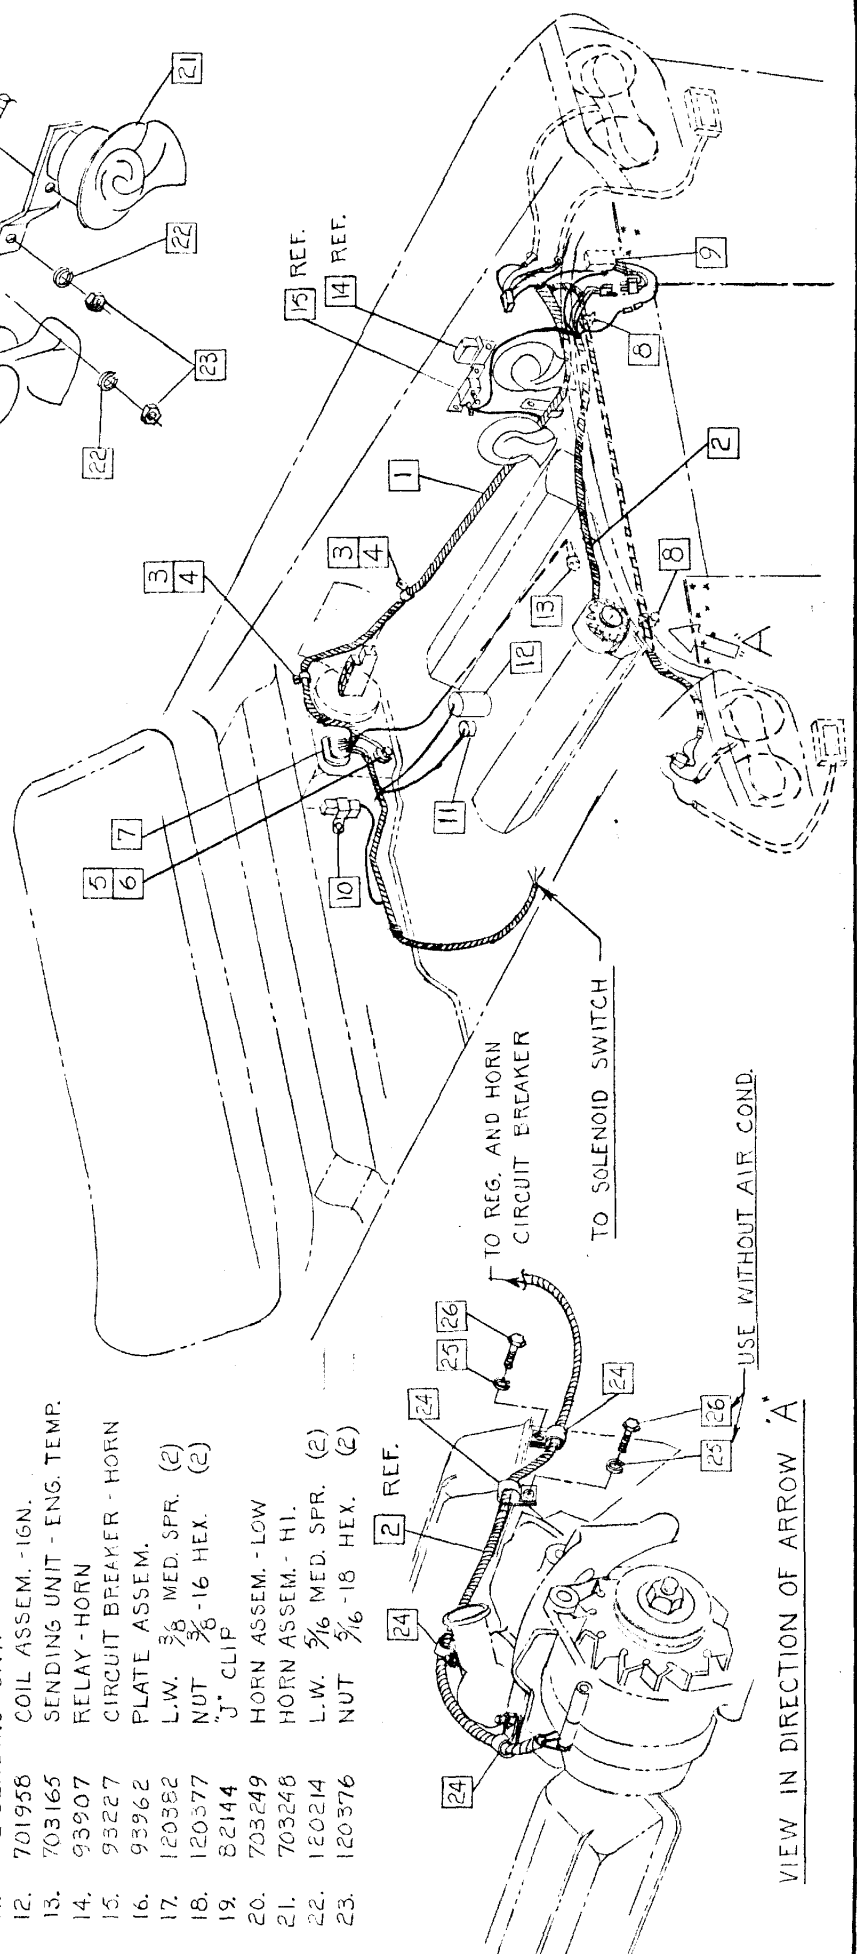 12. 701958 COIL ASSEM. - IGN.
13. 703165 SENDING UNIT - ENG. TEMP.
14. 93907 RELAY - HORN
15. 93227 CIRCUIT BREAKER - HORN
16. 93962 PLATE ASSEM.
17. 120382 L.W. 3/8 MED. SPR. (2)
18. 120377 NUT 3/8 -16 HEX. (2)
19. 82144 "J" CLIP
20. 703249 HORN ASSEM. - LOW
21. 703248 HORN ASSEM. - HI.
22. 120214 L.W. 5/16 MED. SPR. (2)
23. 120376 NUT 5/16 -18 HEX. (2)
21
22
23
22
15 REF.
14 REF.
1
3
4
3
4
5
6
7
10
11
12
13
2
8
8
9
A
TO SOLENOID SWITCH
TO REG. AND HORN
CIRCUIT BREAKER
2 REF.
24
24
24
24
25 26
25 26
USE WITHOUT AIR COND.
VIEW IN DIRECTION OF ARROW "A"